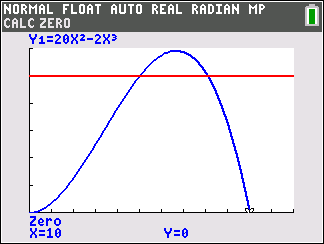 NORMAL FLOAT AUTO REAL RADIAN MP
CALC ZERO
Y1=20X²-2X³
Zero
X=10 Y=0